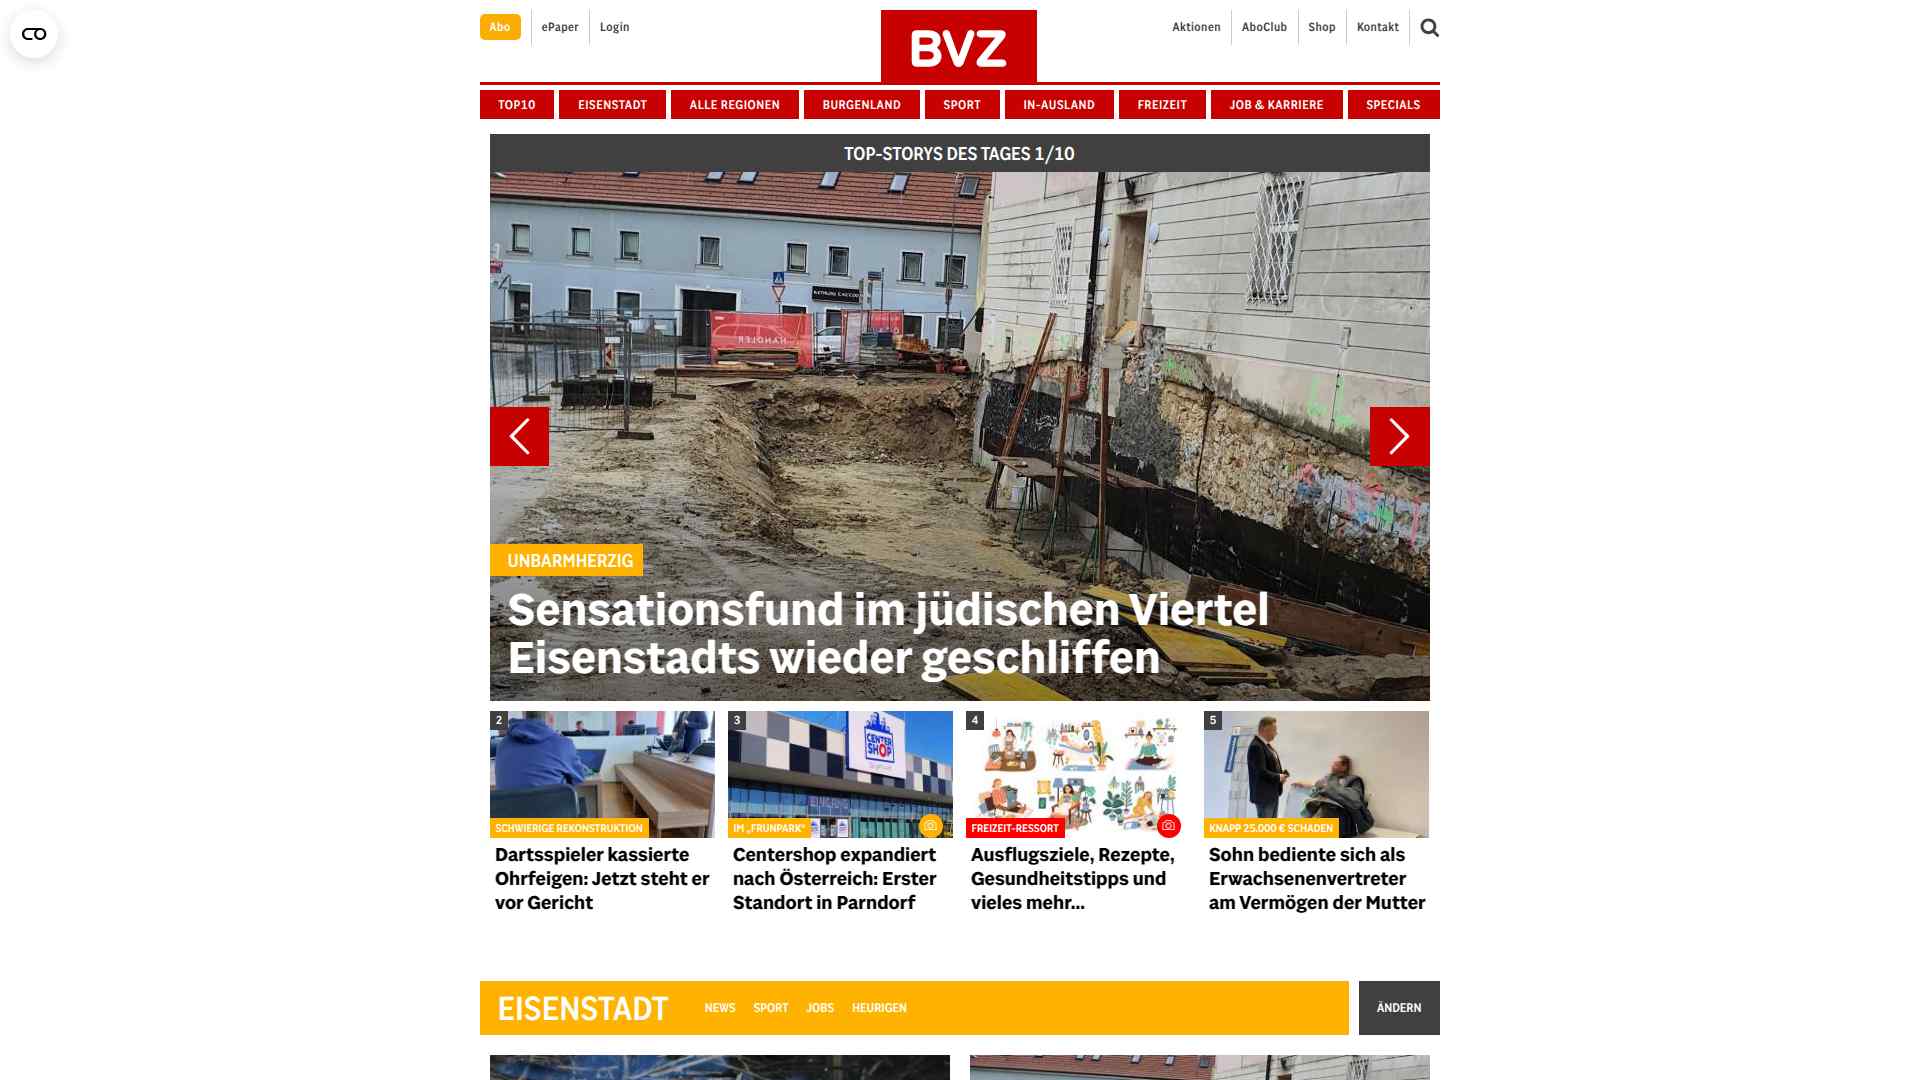 Abo
ePaper
Login
BVZ
Aktionen
AboClub
Shop
Kontakt
TOP10
EISENSTADT
ALLE REGIONEN
BURGENLAND
SPORT
IN-AUSLAND
FREIZEIT
JOB & KARRIERE
SPECIALS
TOP-STORYS DES TAGES 1/10
UNBARMHERZIG
Sensationsfund im jüdischen Viertel
Eisenstadts wieder geschliffen
2
SCHWIERIGE REKONSTRUKTION
Dartsspieler kassierte
Ohrfeigen: Jetzt steht er
vor Gericht
3
CENTER
SHOP
IM „FRUNPARK“
Centershop expandiert
nach Österreich: Erster
Standort in Parndorf
4
FREIZEIT-RESSORT
Ausflugsziele, Rezepte,
Gesundheitstipps und
vieles mehr...
5
KNAPP 25.000 € SCHADEN
Sohn bediente sich als
Erwachsenenvertreter
am Vermögen der Mutter
EISENSTADT
NEWS
SPORT
JOBS
HEURIGEN
ÄNDERN